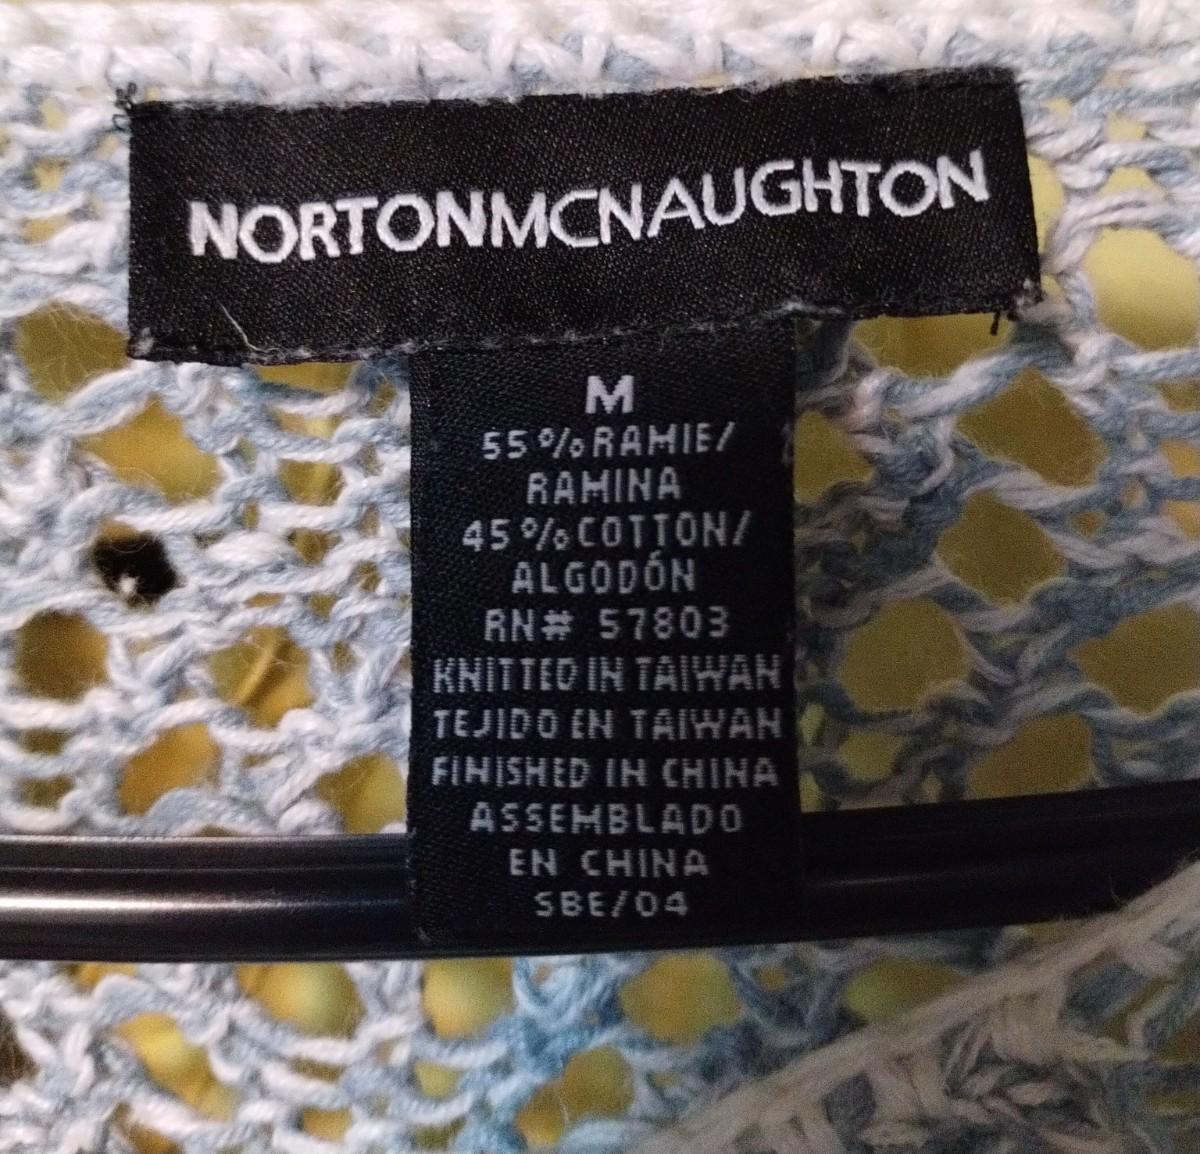 NORTONMCNAUGHTON
M
55%RAMIE/
RAMINA
45%COTTON/
ALGODÓN
RN# 57803
KNITTED IN TAIWAN
TEJIDO EN TAIWAN
FINISHED IN CHINA
ASSEMBLADO
EN CHINA
SBE/04